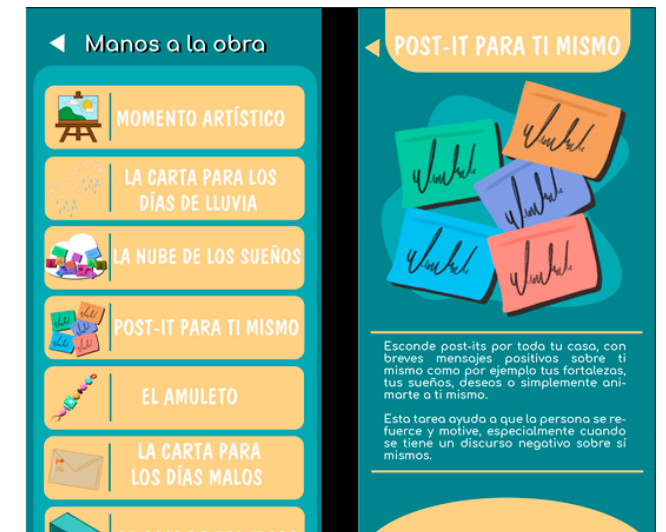 Manos a la obra
MOMENTO ARTÍSTICO
LA CARTA PARA LOS
DÍAS DE LLUVIA
LA NUBE DE LOS SUEÑOS
POST-IT PARA TI MISMO
EL AMULETO
LA CARTA PARA
LOS DÍAS MALOS
POST-IT PARA TI MISMO
Esconde post-its por toda tu casa, con
breves mensajes positivos sobre ti
mismo como por ejemplo tus fortalezas,
tus sueños, deseos o simplemente ani-
marte a ti mismo.
Esta tarea ayuda a que la persona se re-
fuerce y motive, especialmente cuando
se tiene un discurso negativo sobre sí
mismos.